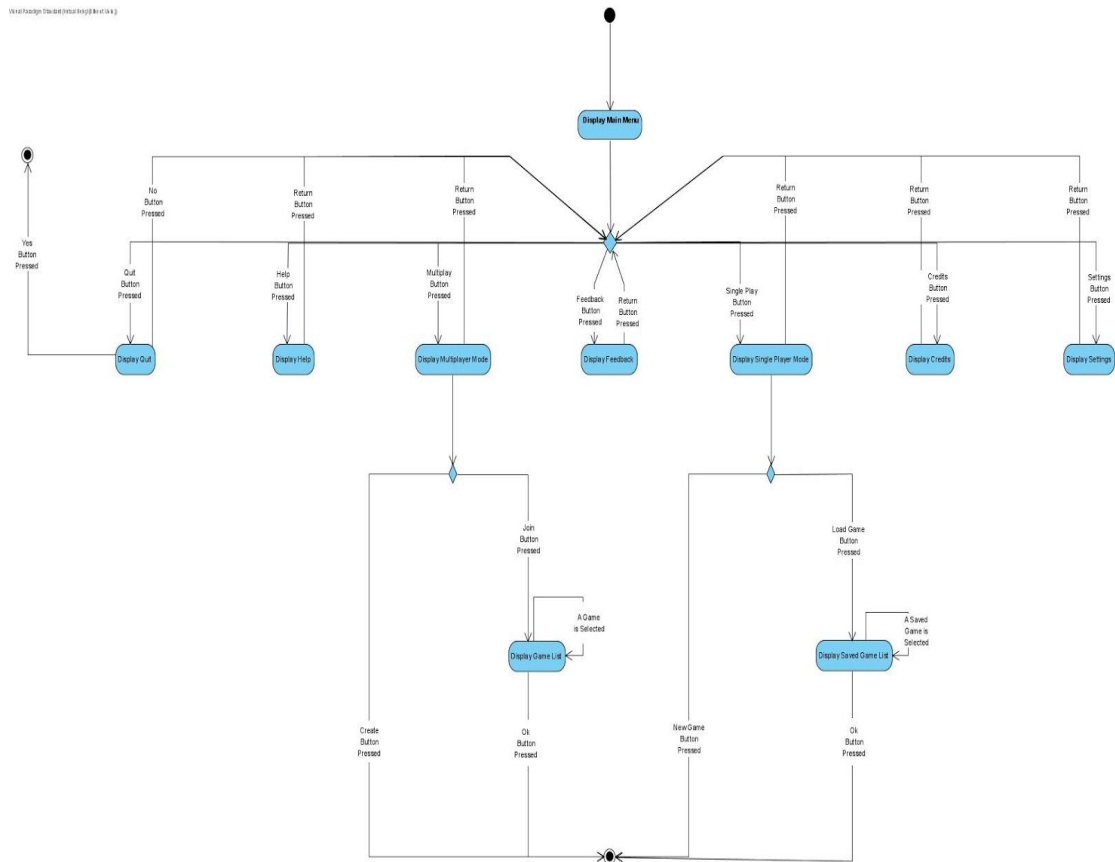 Display Main Menu
No
Button
Pressed
Return
Button
Pressed
Return
Button
Pressed
Return
Button
Pressed
Return
Button
Pressed
Return
Button
Pressed
Yes
Button
Pressed
Quit
Button
Pressed
Help
Button
Pressed
Multiplay
Button
Pressed
Feedback
Button
Pressed
Return
Button
Pressed
Single Play
Button
Pressed
Credits
Button
Pressed
Settings
Button
Pressed
Display Quit
Display Help
Display Multiplayer Mode
Display Feedback
Display Single Player Mode
Display Credits
Display Settings
Join
Button
Pressed
Load Game
Button
Pressed
A Game
is Selected
A Saved
Game is
Selected
Display Game List
Display Saved Game List
Create
Button
Pressed
Ok
Button
Pressed
New Game
Button
Pressed
Ok
Button
Pressed